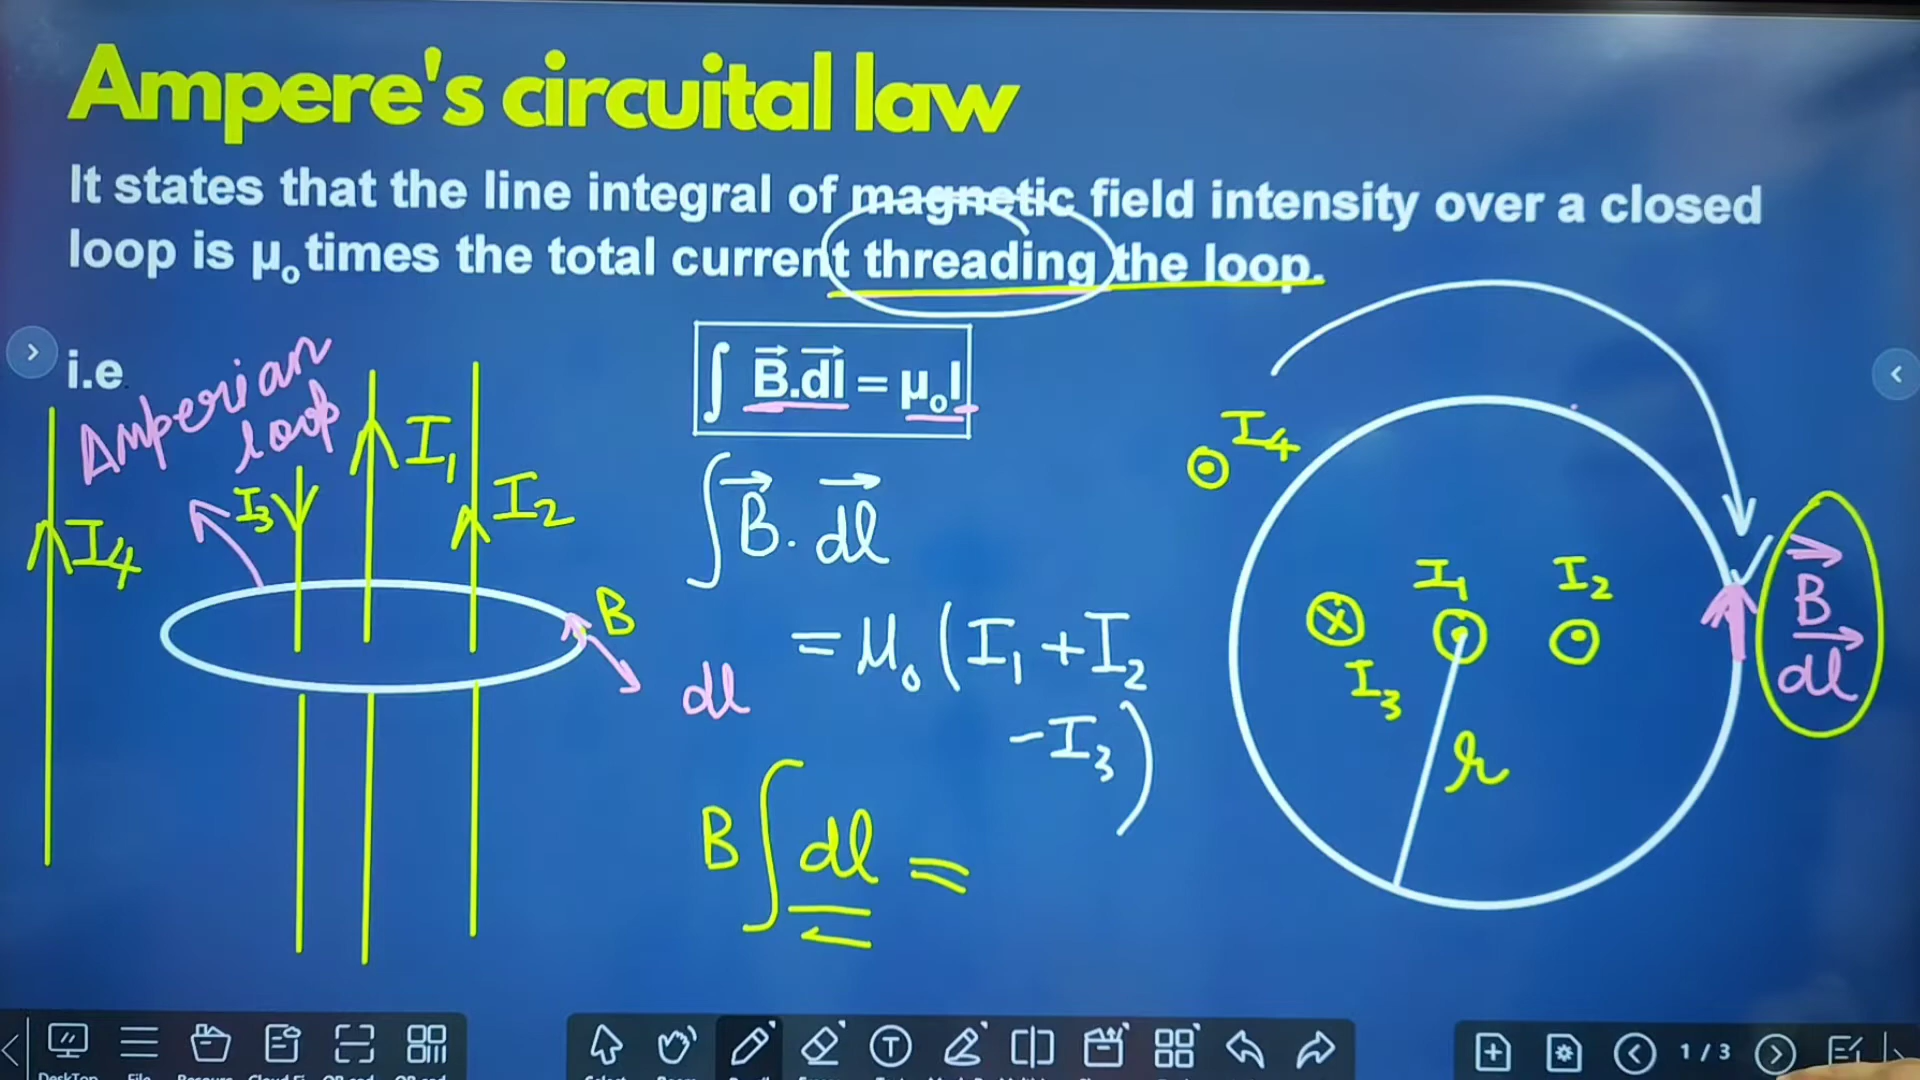 Ampere's circuital law
It states that the line integral of magnetic field intensity over a closed
loop is μ₀ times the total current threading the loop.
i.e
Amperian
loop
∫ B⃗.dl⃗ = μ₀I
I₄
I₃
I₁
I₂
B
dl
∫ B⃗. dl⃗
= μ₀ (I₁ + I₂
- I₃)
B ∫ dl =
I₄
I₁
I₂
I₃
r
B⃗
dl⃗
DeskTop
File
1 / 3